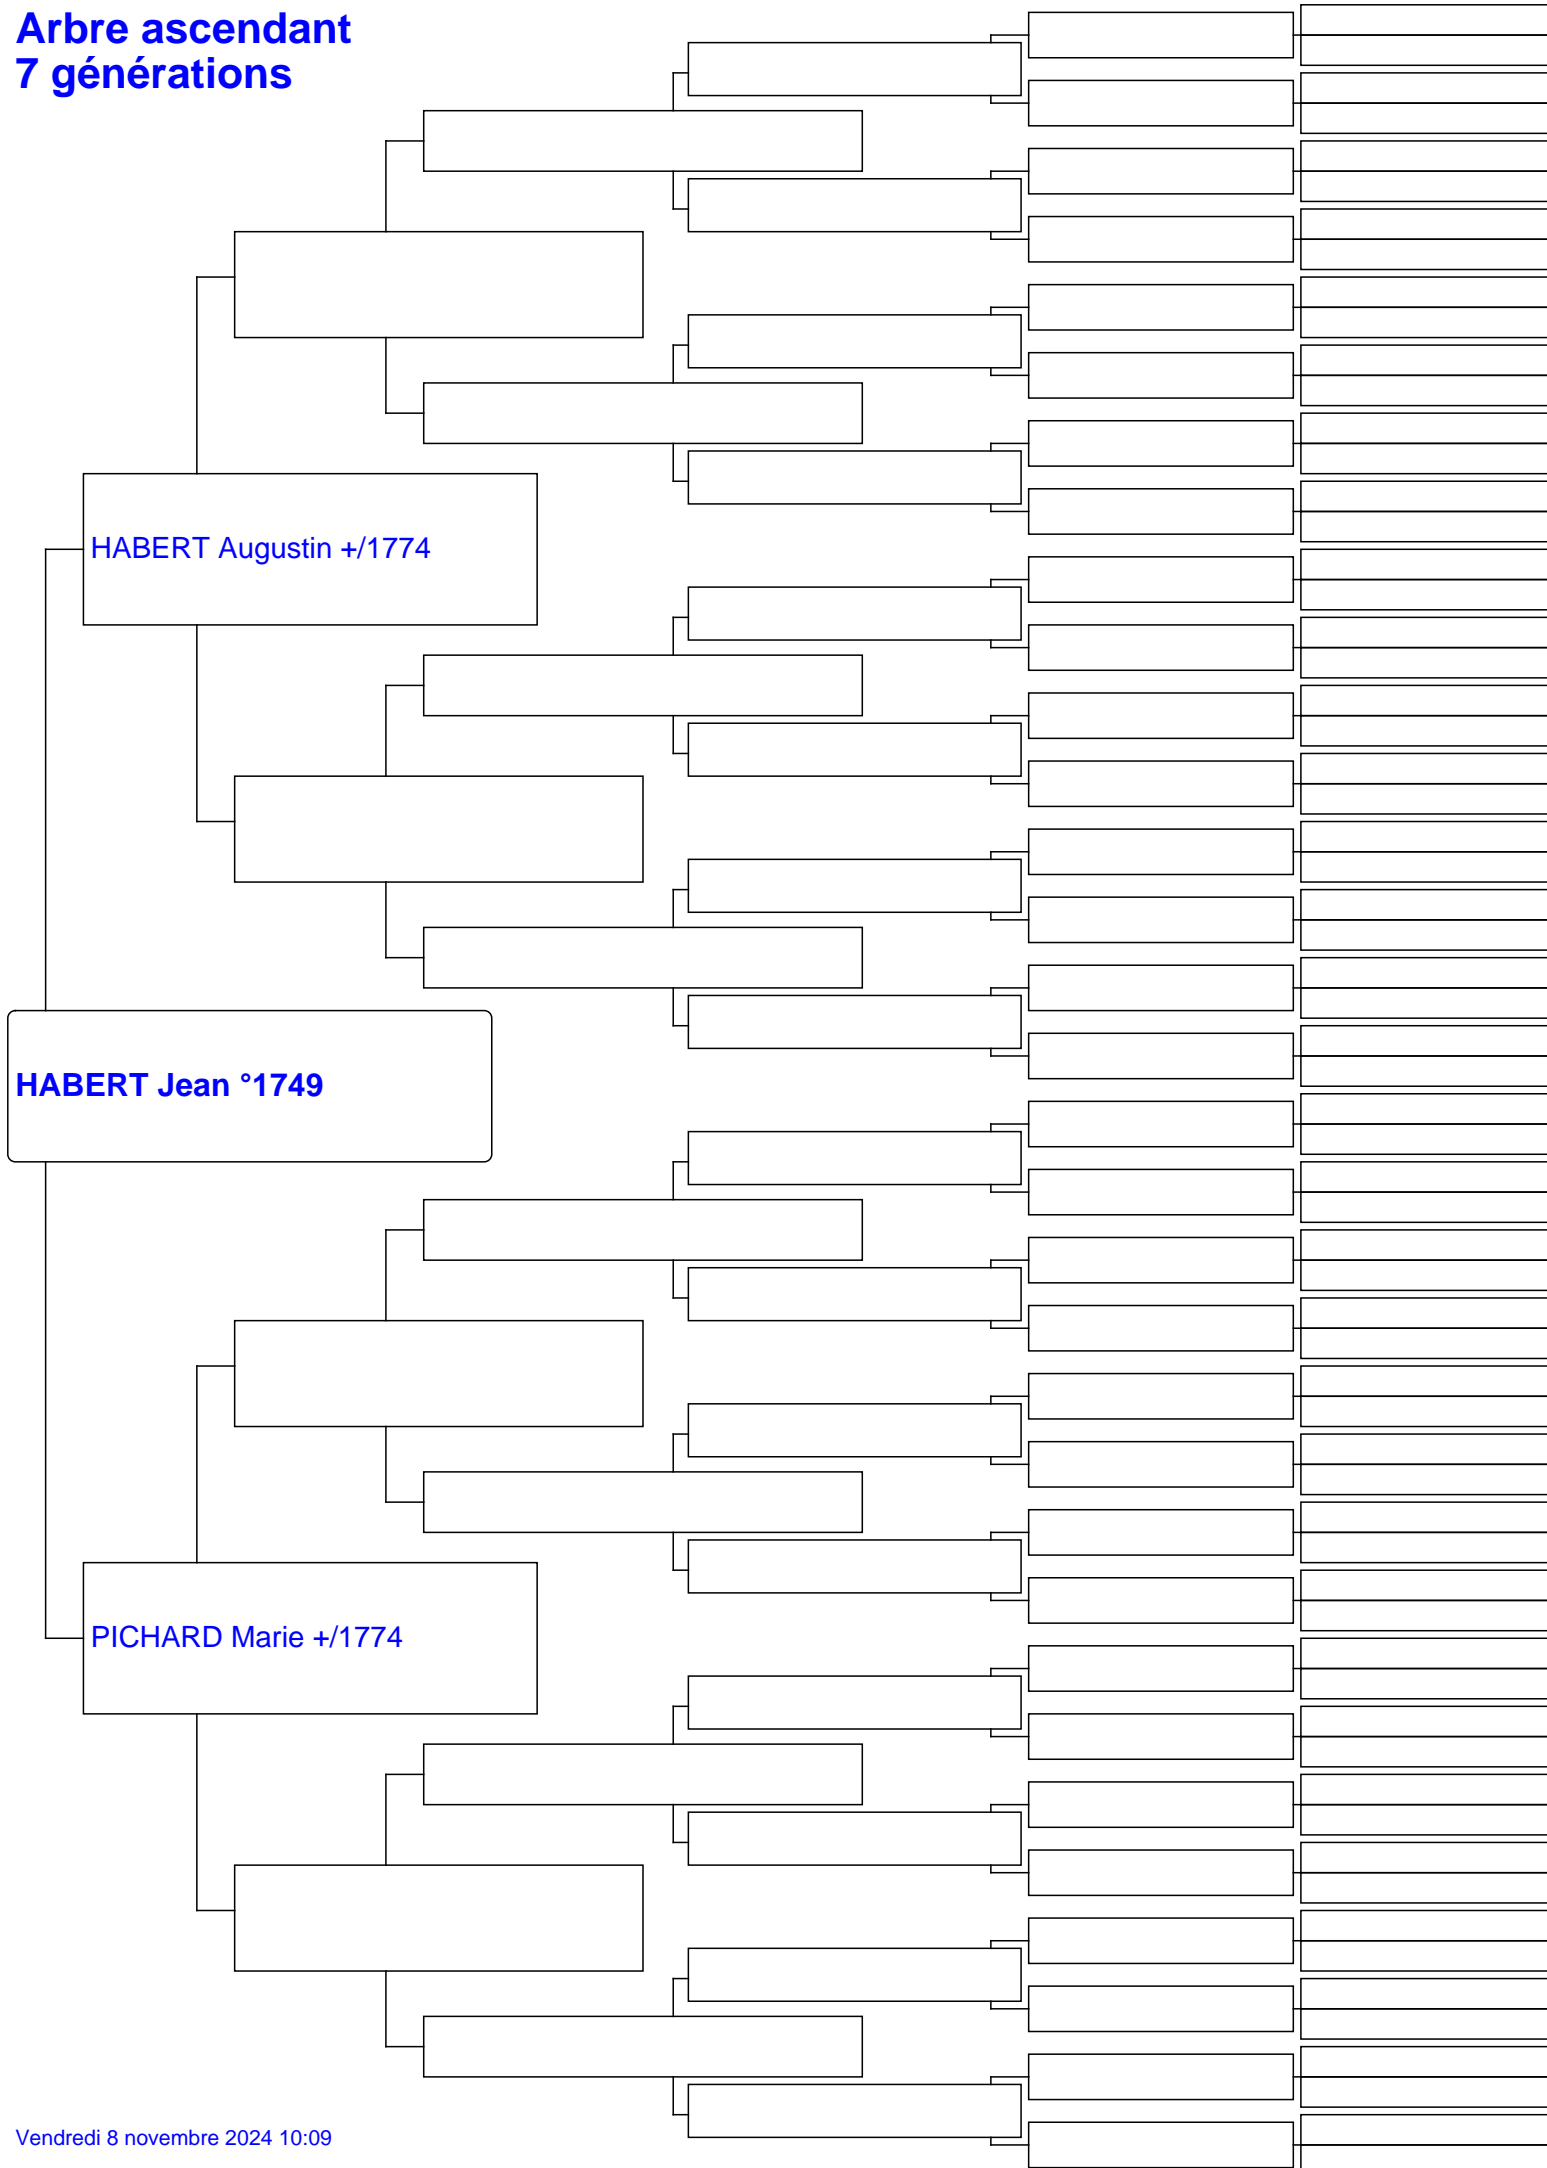 Arbre ascendant
7 générations
HABERT Augustin +/1774
HABERT Jean °1749
PICHARD Marie +/1774
Vendredi 8 novembre 2024 10:09